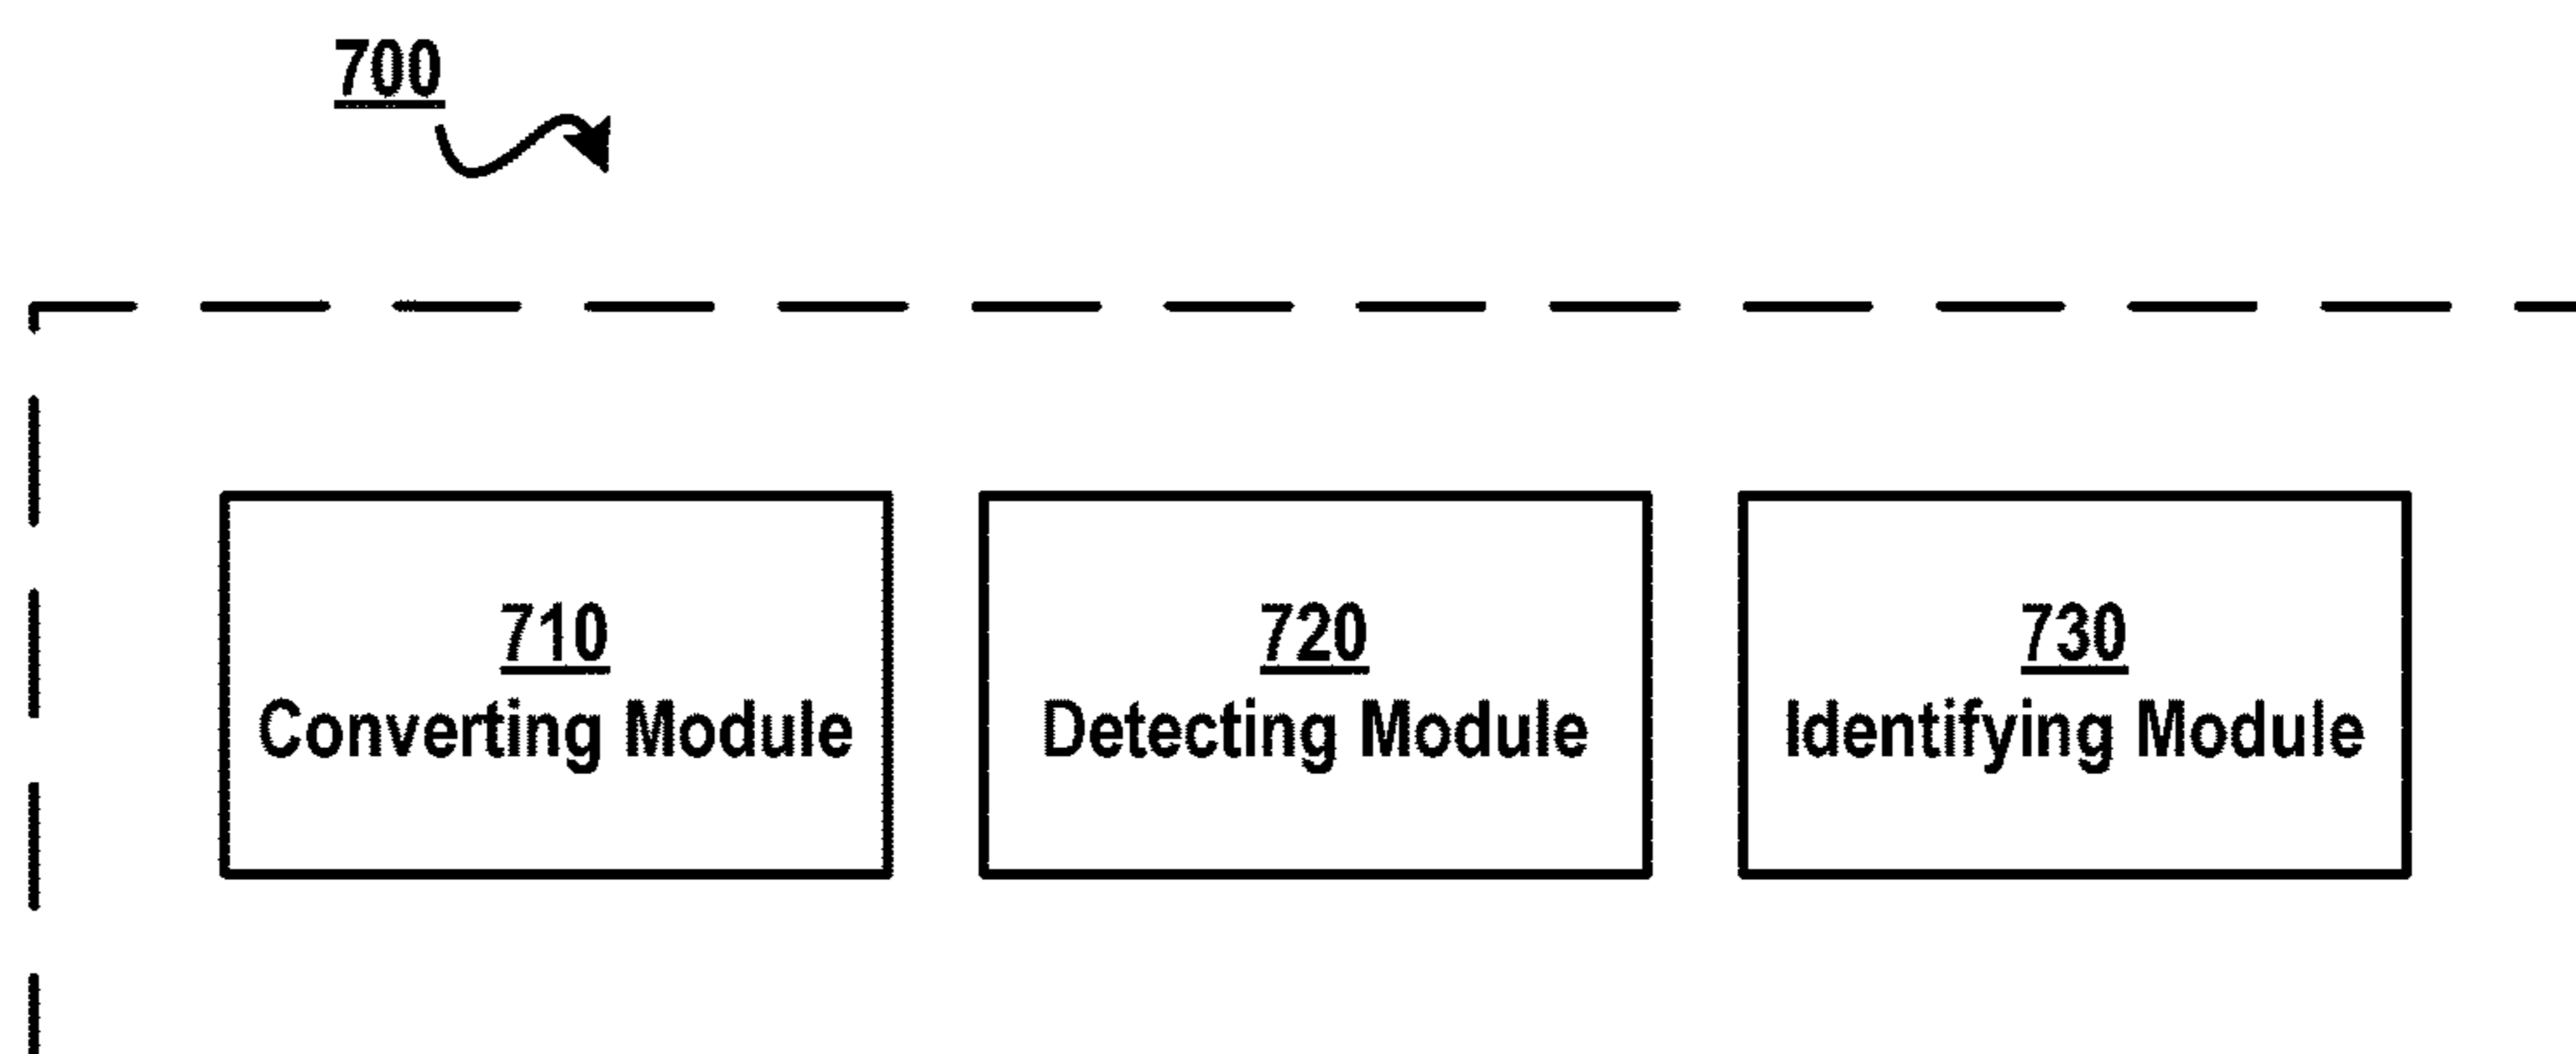 700
710
Converting Module
720
Detecting Module
730
Identifying Module